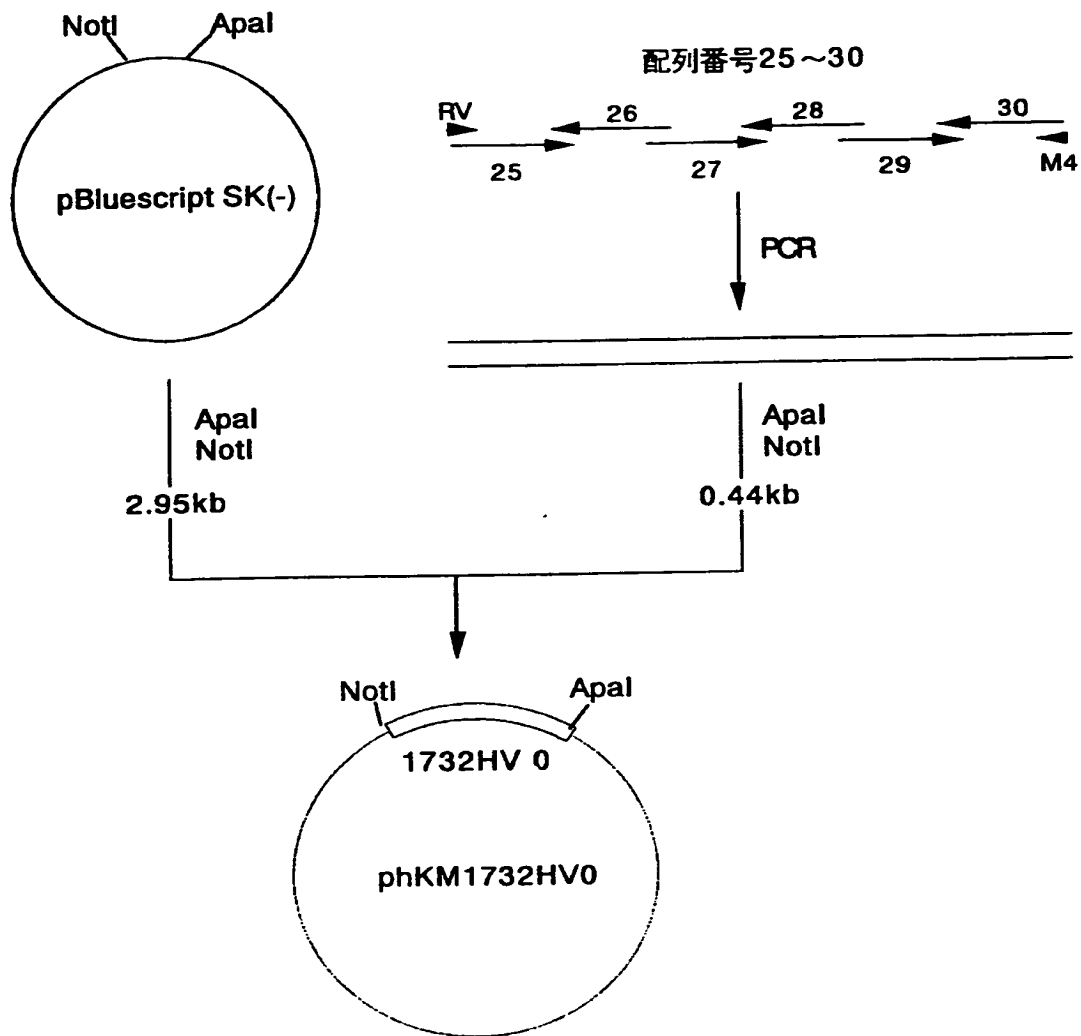 NotI
ApaI
pBluescript SK(-)
配列番号25～30
RV
26
28
30
25
27
29
M4
PCR
ApaI
NotI
2.95kb
ApaI
NotI
0.44kb
NotI
ApaI
1732HV 0
phKM1732HV0